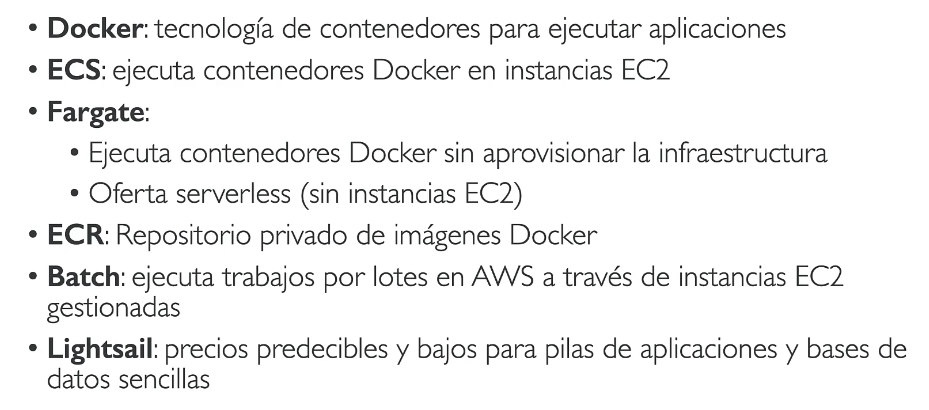 • Docker: tecnología de contenedores para ejecutar aplicaciones
• ECS: ejecuta contenedores Docker en instancias EC2
• Fargate:
• Ejecuta contenedores Docker sin aprovisionar la infraestructura
• Oferta serverless (sin instancias EC2)
• ECR: Repositorio privado de imágenes Docker
• Batch: ejecuta trabajos por lotes en AWS a través de instancias EC2
gestionadas
• Lightsail: precios predecibles y bajos para pilas de aplicaciones y bases de
datos sencillas